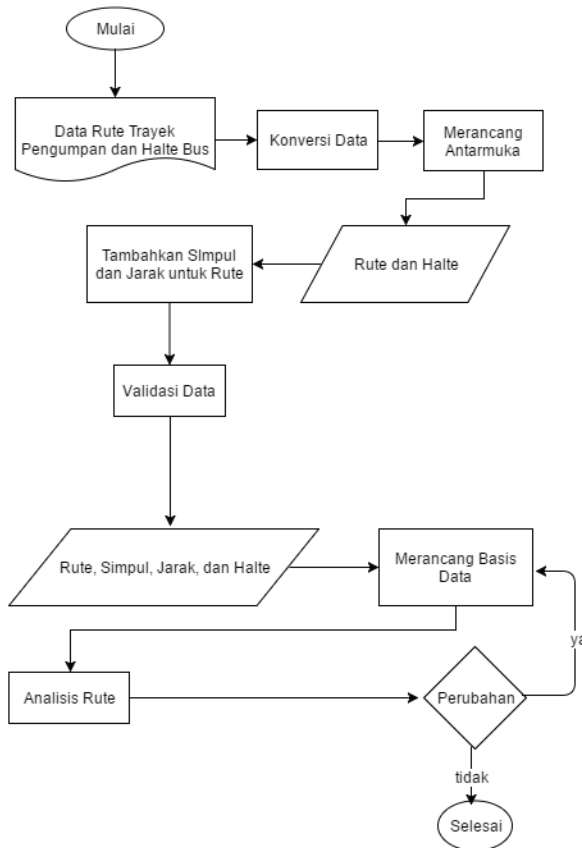 Mulai
Data Rute Trayek
Pengumpan dan Halte Bus
Konversi Data
Merancang
Antarmuka
Rute dan Halte
Tambahkan SImpul
dan Jarak untuk Rute
Validasi Data
Rute, Simpul, Jarak, dan Halte
Merancang Basis
Data
ya
Analisis Rute
Perubahan
tidak
Selesai